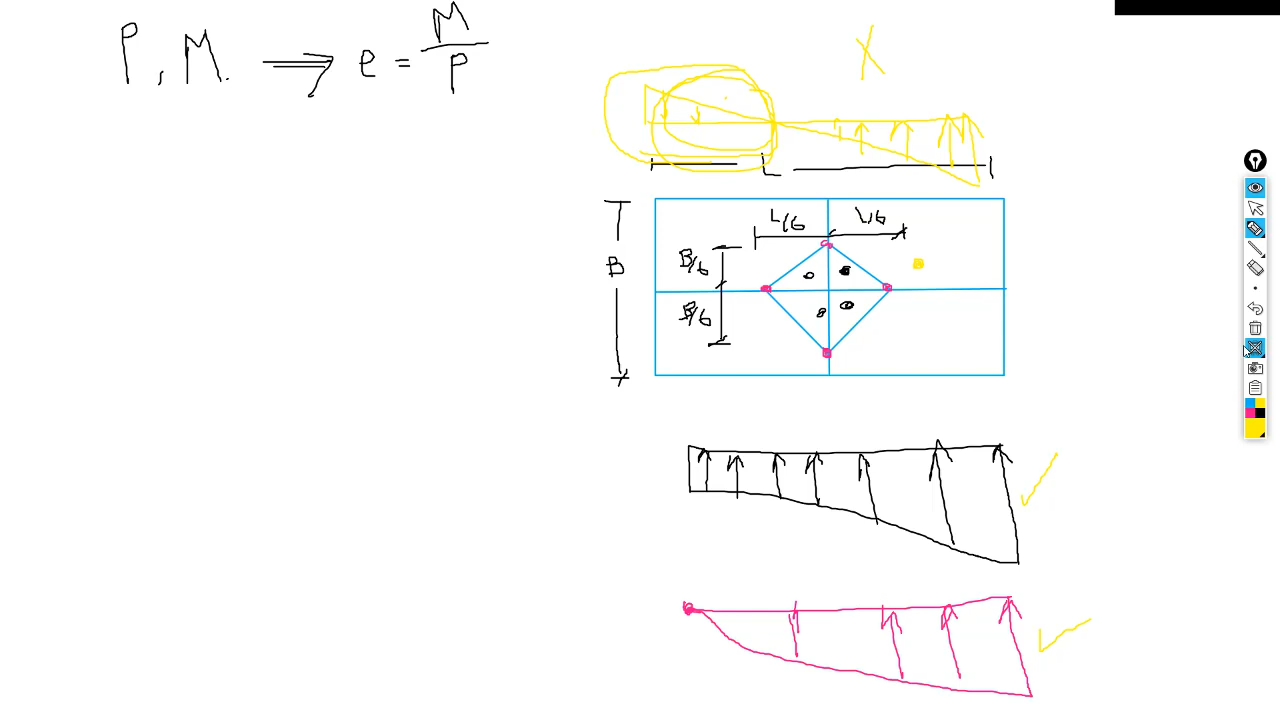 P, M. ⟹ e = M/P
X
L
L/6 L/6
B
B/6
B/6